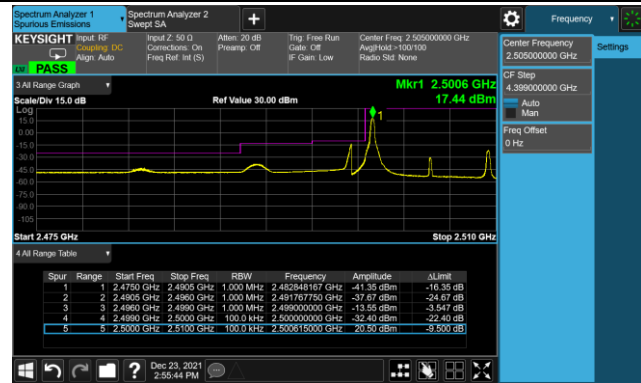 Spectrum Analyzer 1
Spurious Emissions
Spectrum Analyzer 2
Swept SA
Frequency
KEYSIGHT
Input: RF
Coupling: DC
Align: Auto
Input Z: 50 Ω
Corrections: On
Freq Ref: Int (S)
Atten: 20 dB
Preamp: Off
Trig: Free Run
Gate: Off
IF Gain: Low
Center Freq: 2.505000000 GHz
Avg|Hold >100/100
Radio Std: None
PASS
Center Frequency
2.505000000 GHz
Settings
CF Step
4.399000000 GHz
Auto
Man
Freq Offset
0 Hz
3 All Range Graph
Mkr1 2.5006 GHz
Scale/Div 15.0 dB
Ref Value 30.00 dBm
17.44 dBm
Log
15.0
0.00
-15.0
-30.0
-45.0
-60.0
-75.0
-90.0
-105
1
Start 2.475 GHz
Stop 2.510 GHz
4 All Range Table
Spur Range Start Freq Stop Freq RBW Frequency Amplitude ΔLimit
1 1 2.4750 GHz 2.4905 GHz 1.000 MHz 2.482848167 GHz -41.35 dBm -16.35 dB
2 2 2.4905 GHz 2.4960 GHz 1.000 MHz 2.491767750 GHz -37.67 dBm -24.67 dB
3 3 2.4960 GHz 2.4990 GHz 1.000 MHz 2.499000000 GHz -13.55 dBm -3.547 dB
4 4 2.4990 GHz 2.5000 GHz 100.0 kHz 2.500000000 GHz -32.40 dBm -22.40 dB
5 5 2.5000 GHz 2.5100 GHz 100.0 kHz 2.500615000 GHz 20.50 dBm -9.500 dB
Dec 23, 2021
2:55:44 PM